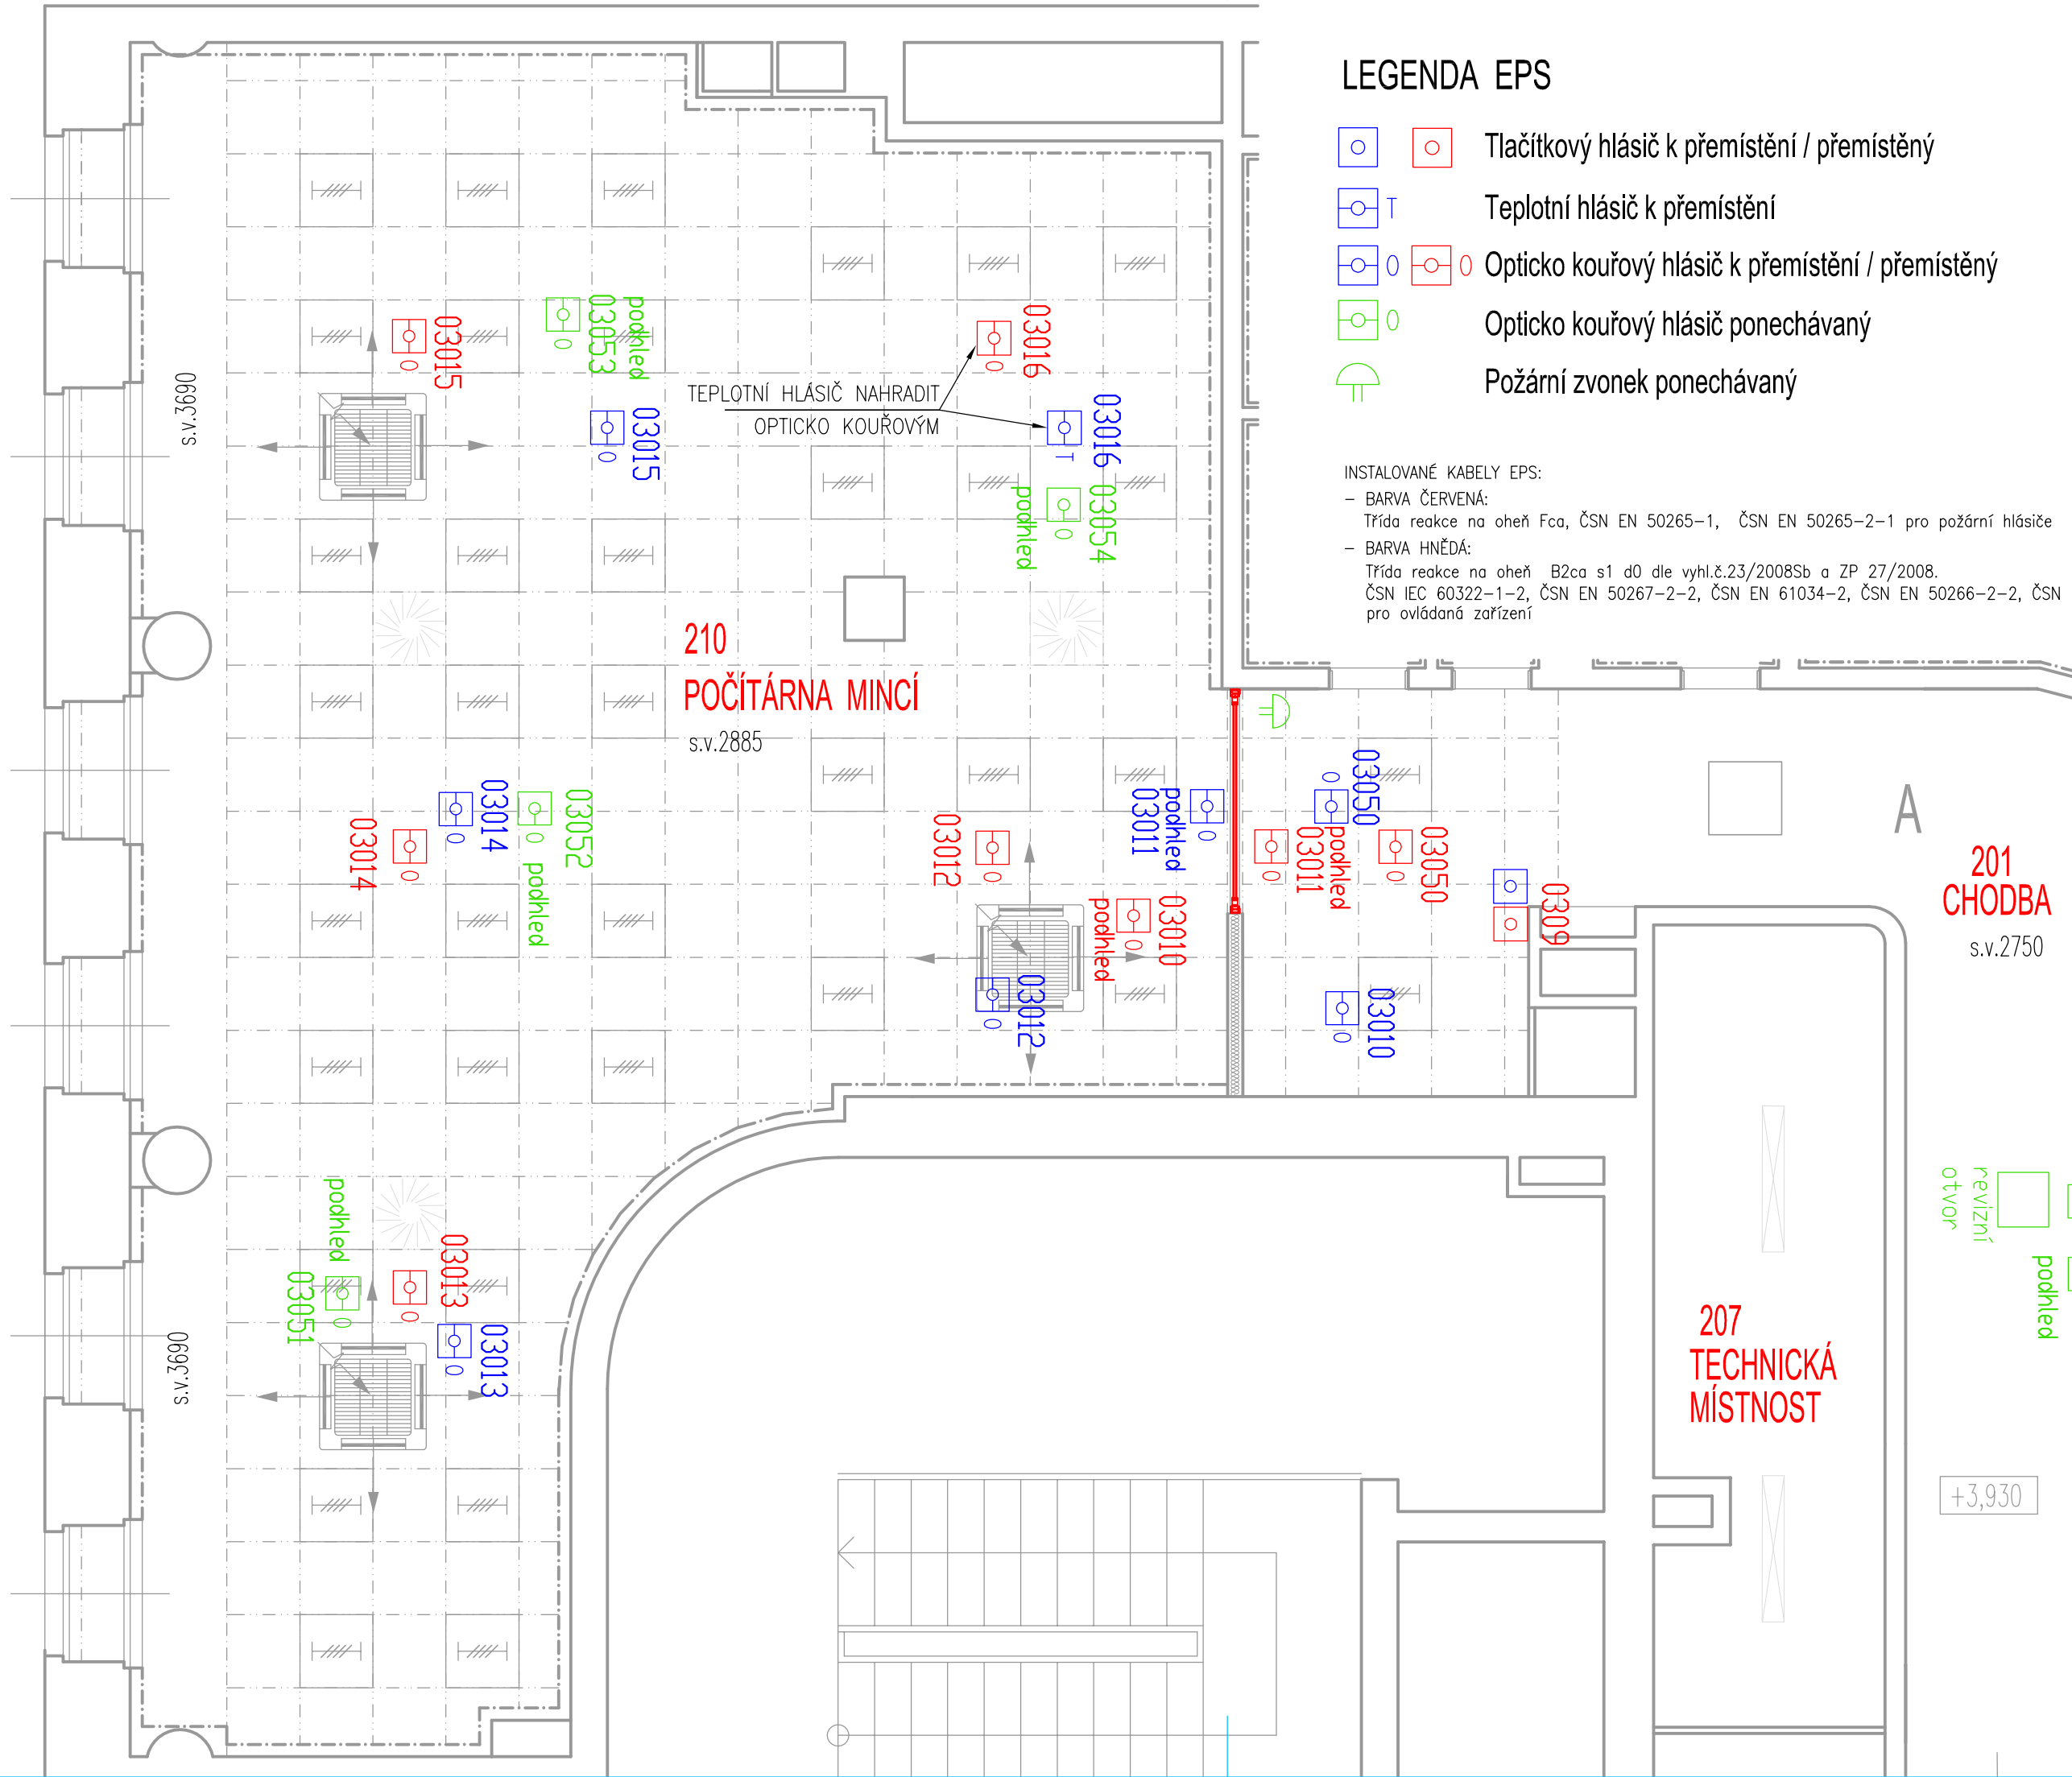 LEGENDA EPS
Tlačítkový hlásič k přemístění / přemístěný
T
Teplotní hlásič k přemístění
O
O
Opticko kouřový hlásič k přemístění / přemístěný
O
Opticko kouřový hlásič ponechávaný
Požární zvonek ponechávaný
INSTALOVANÉ KABELY EPS:
– BARVA ČERVENÁ:
Třída reakce na oheň Fca, ČSN EN 50265–1, ČSN EN 50265–2–1 pro požární hlásiče
– BARVA HNĚDÁ:
Třída reakce na oheň B2ca s1 d0 dle vyhl.č.23/2008Sb a ZP 27/2008.
ČSN IEC 60322–1–2, ČSN EN 50267–2–2, ČSN EN 61034–2, ČSN EN 50266–2–2, ČSN
pro ovládaná zařízení
s.v.3690
03015
O
03053
podhled
O
03015
O
TEPLOTNÍ HLÁSIČ NAHRADIT
OPTICKO KOUŘOVÝM
03016
O
03016
T
03054
podhled
O
210
POČÍTÁRNA MINCÍ
s.v.2885
03014
O
03014
O
03052
O
podhled
03012
O
podhled
03011
O
03050
O
podhled
03011
O
03050
O
03010
podhled
O
03012
O
03010
O
0309
A
201
CHODBA
s.v.2750
podhled
03051
O
03013
O
03013
O
s.v.3690
207
TECHNICKÁ
MÍSTNOST
revizní
otvor
podhled
+3,930